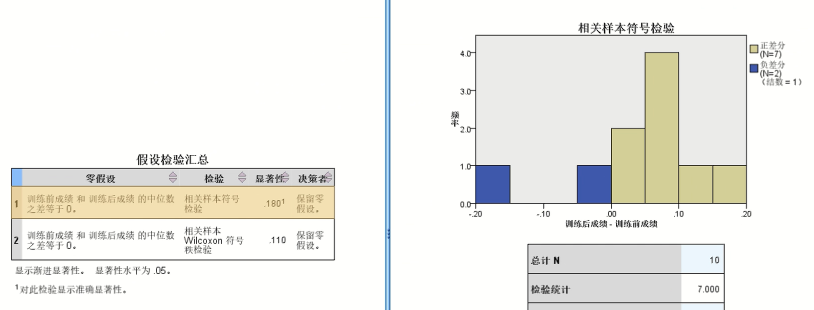 假设检验汇总
零假设 检验 显著性 决策者
1 训练前成绩 和 训练后成绩 的中位数之差等于 0。 相关样本符号检验 .180¹ 保留零假设。
2 训练前成绩 和 训练后成绩 的中位数之差等于 0。 相关样本 Wilcoxon 符号秩检验 .110 保留零假设。
显示渐进显著性。 显著性水平为 .05。
¹对此检验显示准确显著性。
相关样本符号检验
正差分
(N=7)
负差分
(N=2)
(结数 = 1)
频率
4.0
3.0
2.0
1.0
0.0
-.20 -.10 .00 .10 .20
训练后成绩 - 训练前成绩
总计 N 10
检验统计 7.000